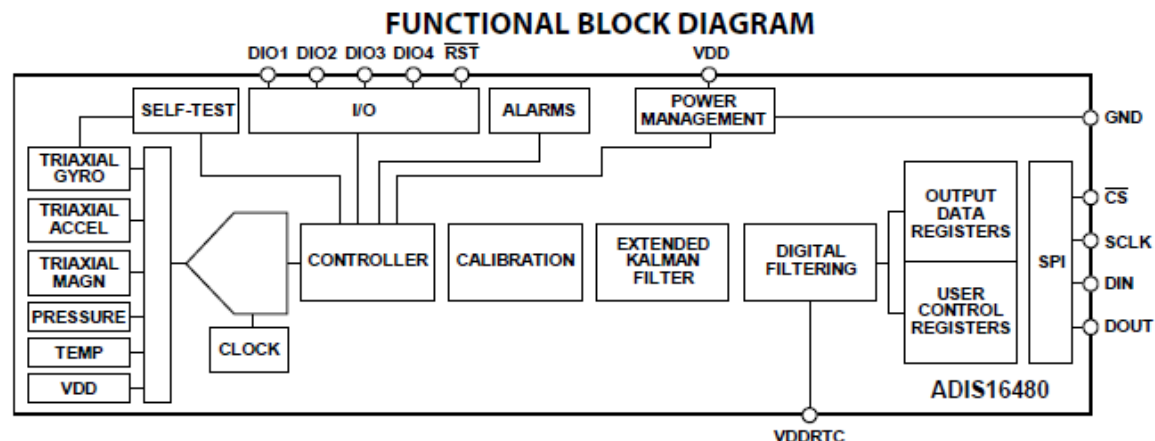 FUNCTIONAL BLOCK DIAGRAM
DIO1 DIO2 DIO3 DIO4 RST VDD
SELF-TEST
I/O
ALARMS
POWER
MANAGEMENT
GND
TRIAXIAL
GYRO
TRIAXIAL
ACCEL
TRIAXIAL
MAGN
PRESSURE
TEMP
VDD
CLOCK
CONTROLLER
CALIBRATION
EXTENDED
KALMAN
FILTER
DIGITAL
FILTERING
OUTPUT
DATA
REGISTERS
USER
CONTROL
REGISTERS
SPI
CS
SCLK
DIN
DOUT
ADIS16480
VDDRTC